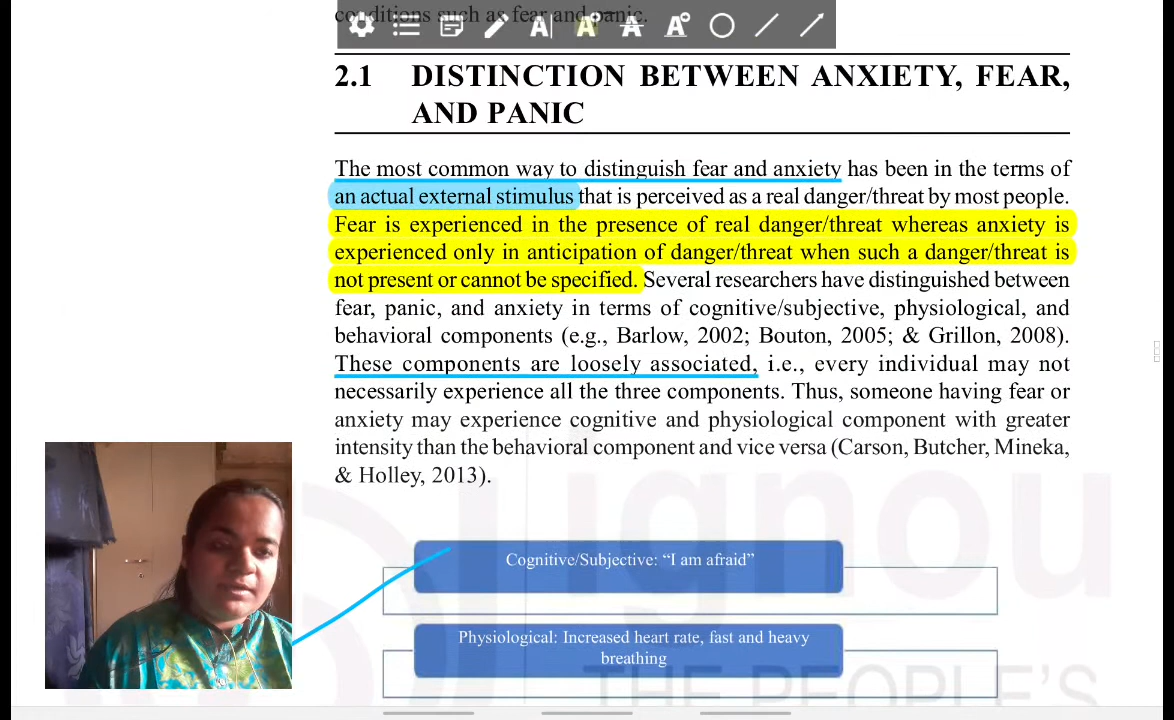 conditions such as fear and panic.
2.1 DISTINCTION BETWEEN ANXIETY, FEAR,
AND PANIC
The most common way to distinguish fear and anxiety has been in the terms of
an actual external stimulus that is perceived as a real danger/threat by most people.
Fear is experienced in the presence of real danger/threat whereas anxiety is
experienced only in anticipation of danger/threat when such a danger/threat is
not present or cannot be specified. Several researchers have distinguished between
fear, panic, and anxiety in terms of cognitive/subjective, physiological, and
behavioral components (e.g., Barlow, 2002; Bouton, 2005; & Grillon, 2008).
These components are loosely associated, i.e., every individual may not
necessarily experience all the three components. Thus, someone having fear or
anxiety may experience cognitive and physiological component with greater
intensity than the behavioral component and vice versa (Carson, Butcher, Mineka,
& Holley, 2013).
ignou
Cognitive/Subjective: “I am afraid”
Physiological: Increased heart rate, fast and heavy
breathing
THE PEOPLE'S